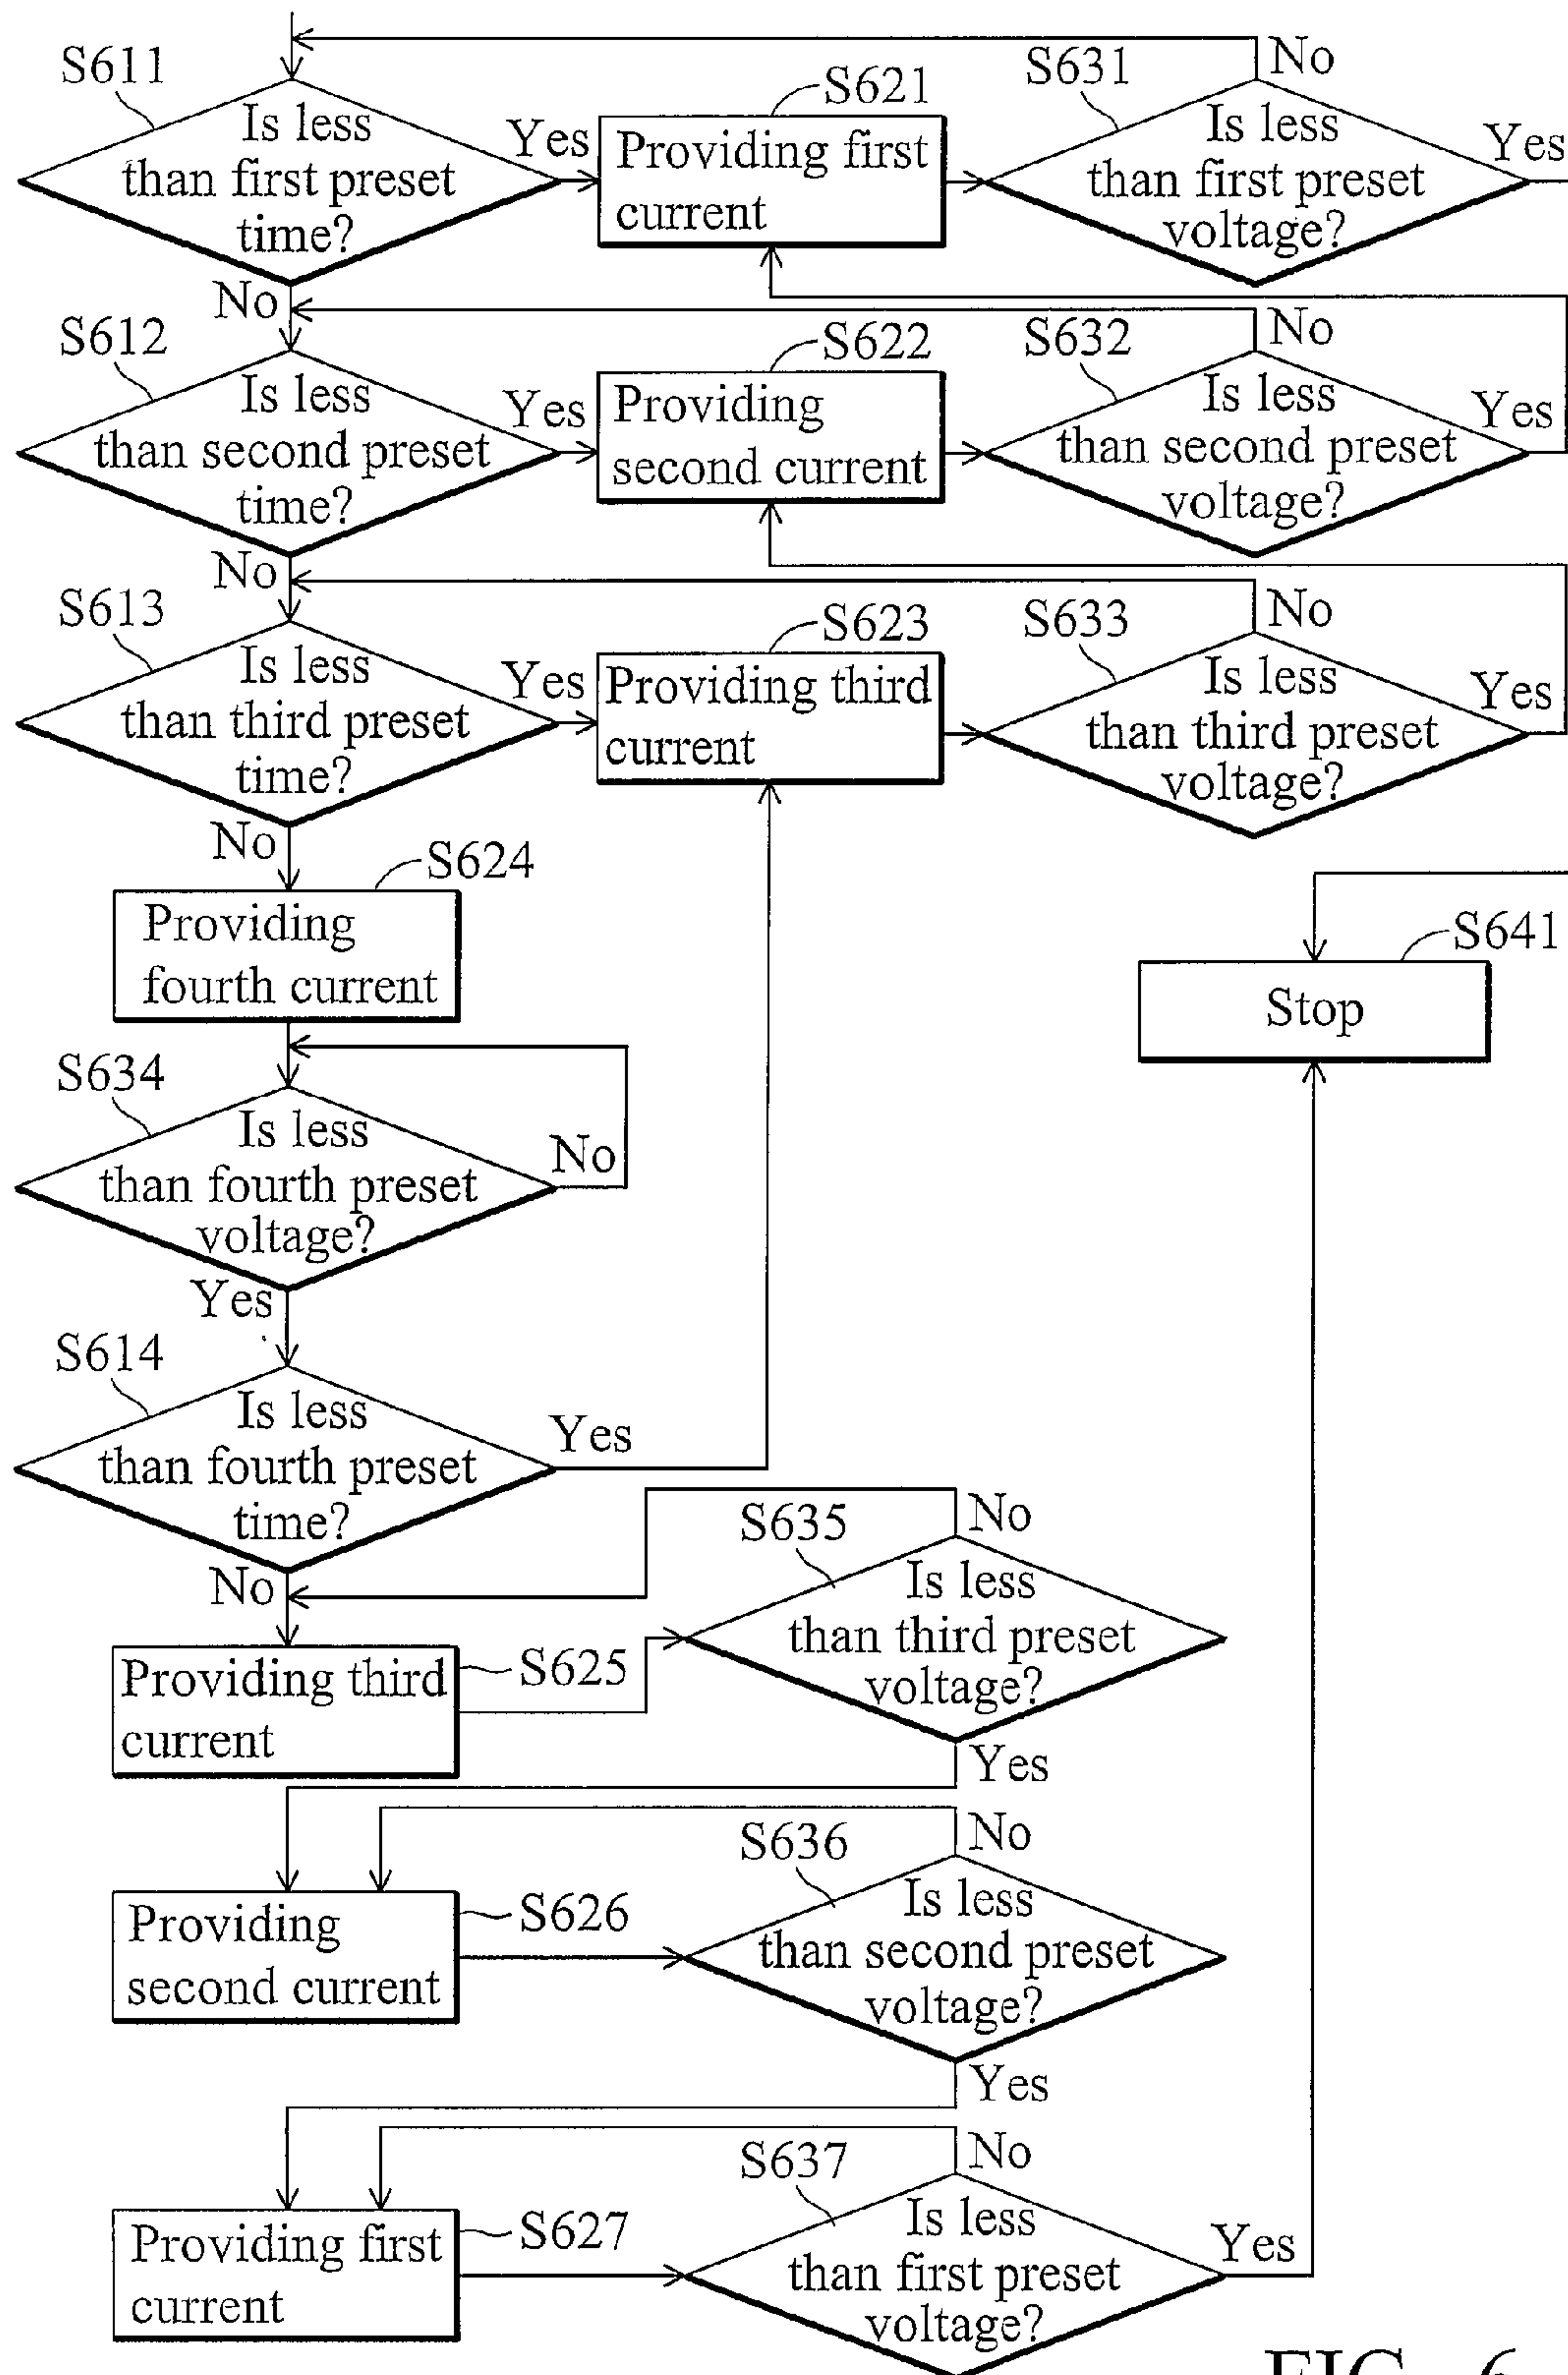 S611
Is less
than first preset
time?
Yes
S621
Providing first
current
S631
Is less
than first preset
voltage?
No
Yes
No
S612
Is less
than second preset
time?
Yes
S622
Providing
second current
S632
Is less
than second preset
voltage?
No
Yes
No
S613
Is less
than third preset
time?
Yes
S623
Providing third
current
S633
Is less
than third preset
voltage?
No
Yes
No
S624
Providing
fourth current
S641
Stop
S634
Is less
than fourth preset
voltage?
No
Yes
S614
Is less
than fourth preset
time?
Yes
No
S635
Is less
than third preset
voltage?
No
Providing third
current
S625
Yes
S636
Is less
than second preset
voltage?
No
Providing
second current
S626
Yes
S637
Is less
than first preset
voltage?
No
Yes
Providing first
current
S627
FIG. 6